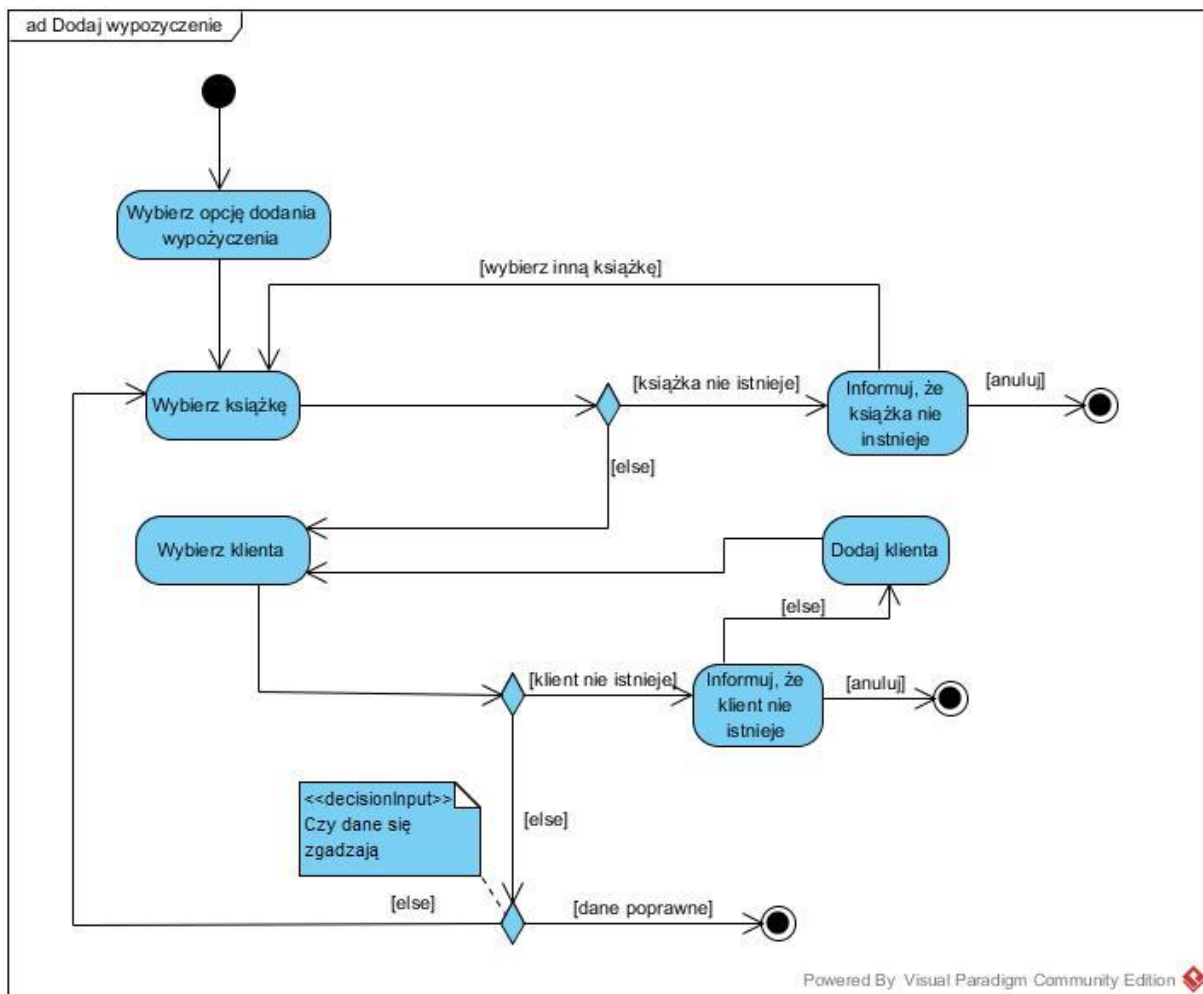 ad Dodaj wypozyczenie
Wybierz opcję dodania
wypożyczenia
[wybierz inną książkę]
Wybierz książkę
[książka nie istnieje]
Informuj, że
książka nie
instnieje
[anuluj]
[else]
Wybierz klienta
Dodaj klienta
[else]
[klient nie istnieje]
Informuj, że
klient nie
istnieje
[anuluj]
<<decisionInput>>
Czy dane się
zgadzają
[else]
[else]
[dane poprawne]
Powered By Visual Paradigm Community Edition